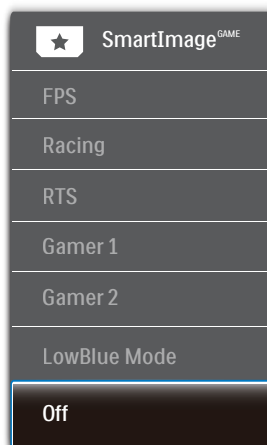 SmartImage GAME
FPS
Racing
RTS
Gamer 1
Gamer 2
LowBlue Mode
Off